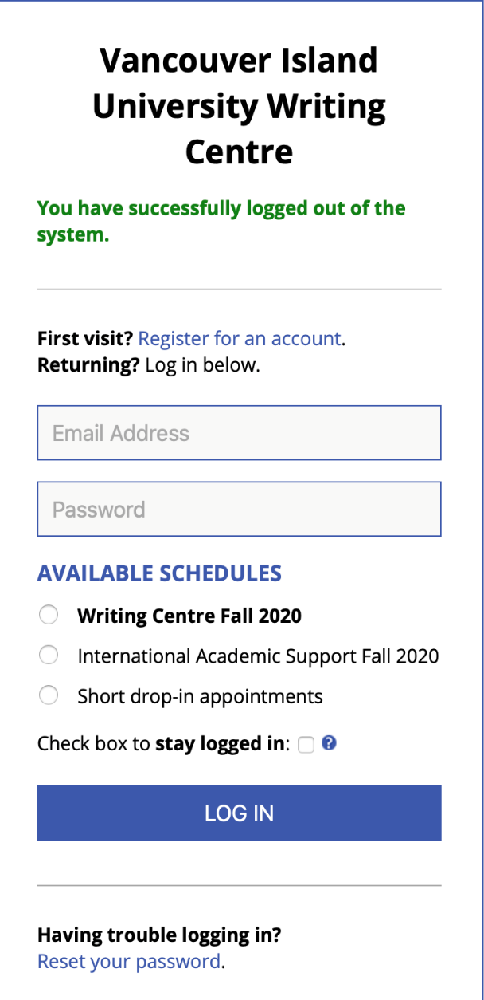 Vancouver Island
University Writing
Centre
You have successfully logged out of the
system.
First visit? Register for an account.
Returning? Log in below.
Email Address
Password
AVAILABLE SCHEDULES
Writing Centre Fall 2020
International Academic Support Fall 2020
Short drop-in appointments
Check box to stay logged in: ?
LOG IN
Having trouble logging in?
Reset your password.